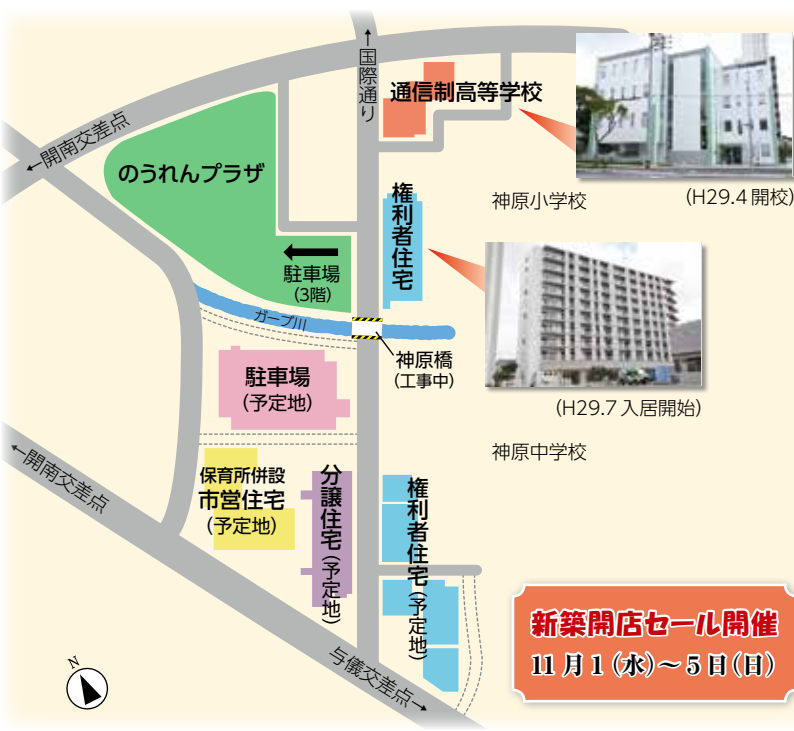 ↑国際通り
通信制高等学校
←開南交差点
のうれんプラザ
権利者住宅
神原小学校
(H29.4 開校)
駐車場
(3階)
ガーブ川
神原橋
(工事中)
駐車場
(予定地)
(H29.7 入居開始)
神原中学校
←開南交差点
保育所併設
市営住宅
(予定地)
分譲住宅(予定地)
権利者住宅(予定地)
新築開店セール開催
11月1(水)～5日(日)
与儀交差点→
N